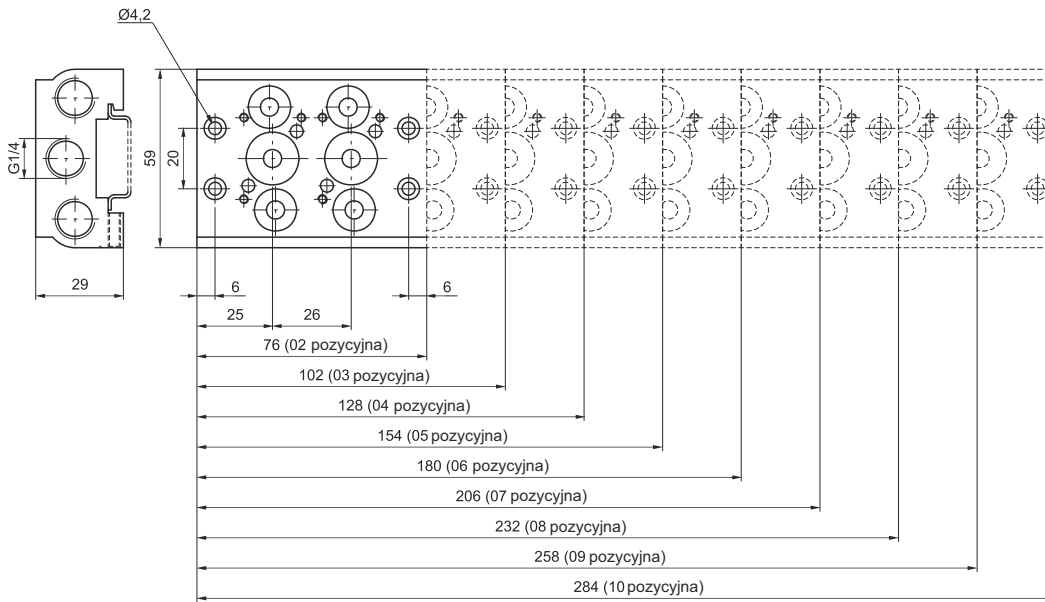 Ø4,2
G1/4
59
20
29
6
6
25
26
76 (02 pozycyjna)
102 (03 pozycyjna)
128 (04 pozycyjna)
154 (05 pozycyjna)
180 (06 pozycyjna)
206 (07 pozycyjna)
232 (08 pozycyjna)
258 (09 pozycyjna)
284 (10 pozycyjna)